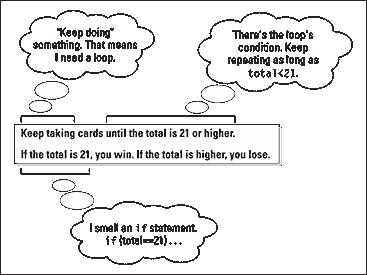 "Keep doing"
something. That means
I need a loop.
There's the loop's
condition. Keep
repeating as long as
total<21.
Keep taking cards until the total is 21 or higher.
If the total is 21, you win. If the total is higher, you lose.
I smell an if statement.
if (total==21)...